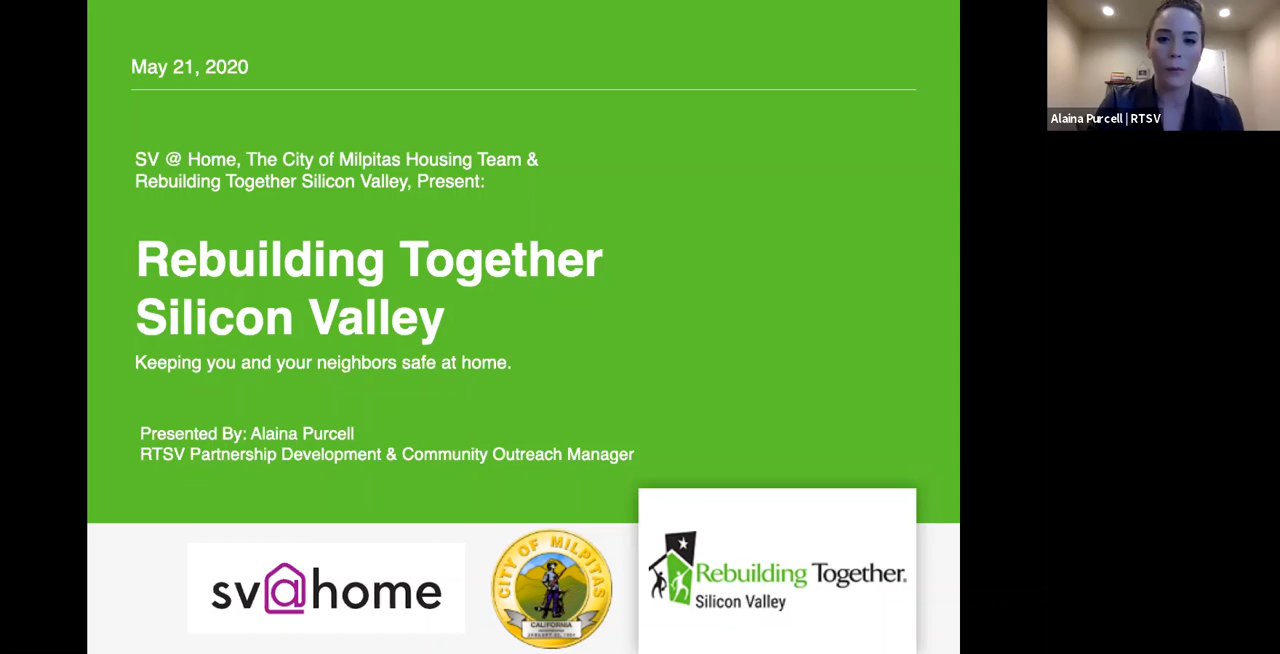 May 21, 2020
SV @ Home, The City of Milpitas Housing Team &
Rebuilding Together Silicon Valley, Present:
Rebuilding Together
Silicon Valley
Keeping you and your neighbors safe at home.
Presented By: Alaina Purcell
RTSV Partnership Development & Community Outreach Manager
sv@home
CITY OF MILPITAS
CALIFORNIA
Rebuilding Together.
Silicon Valley
Alaina Purcell | RTSV